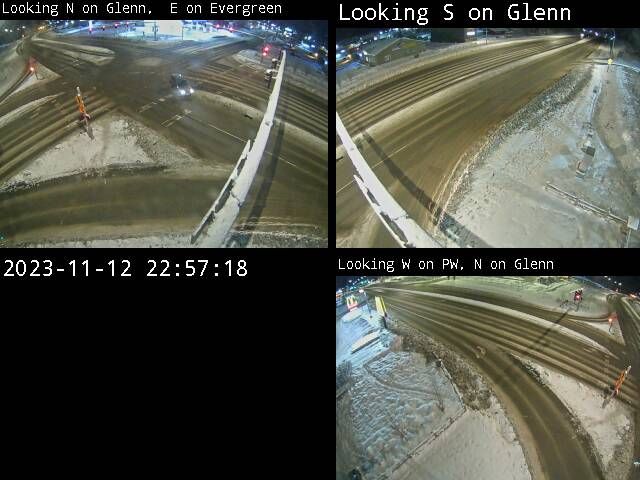 Looking N on Glenn,  E on Evergreen
Looking S on Glenn
2023-11-12 22:57:18
Looking W on PW, N on Glenn